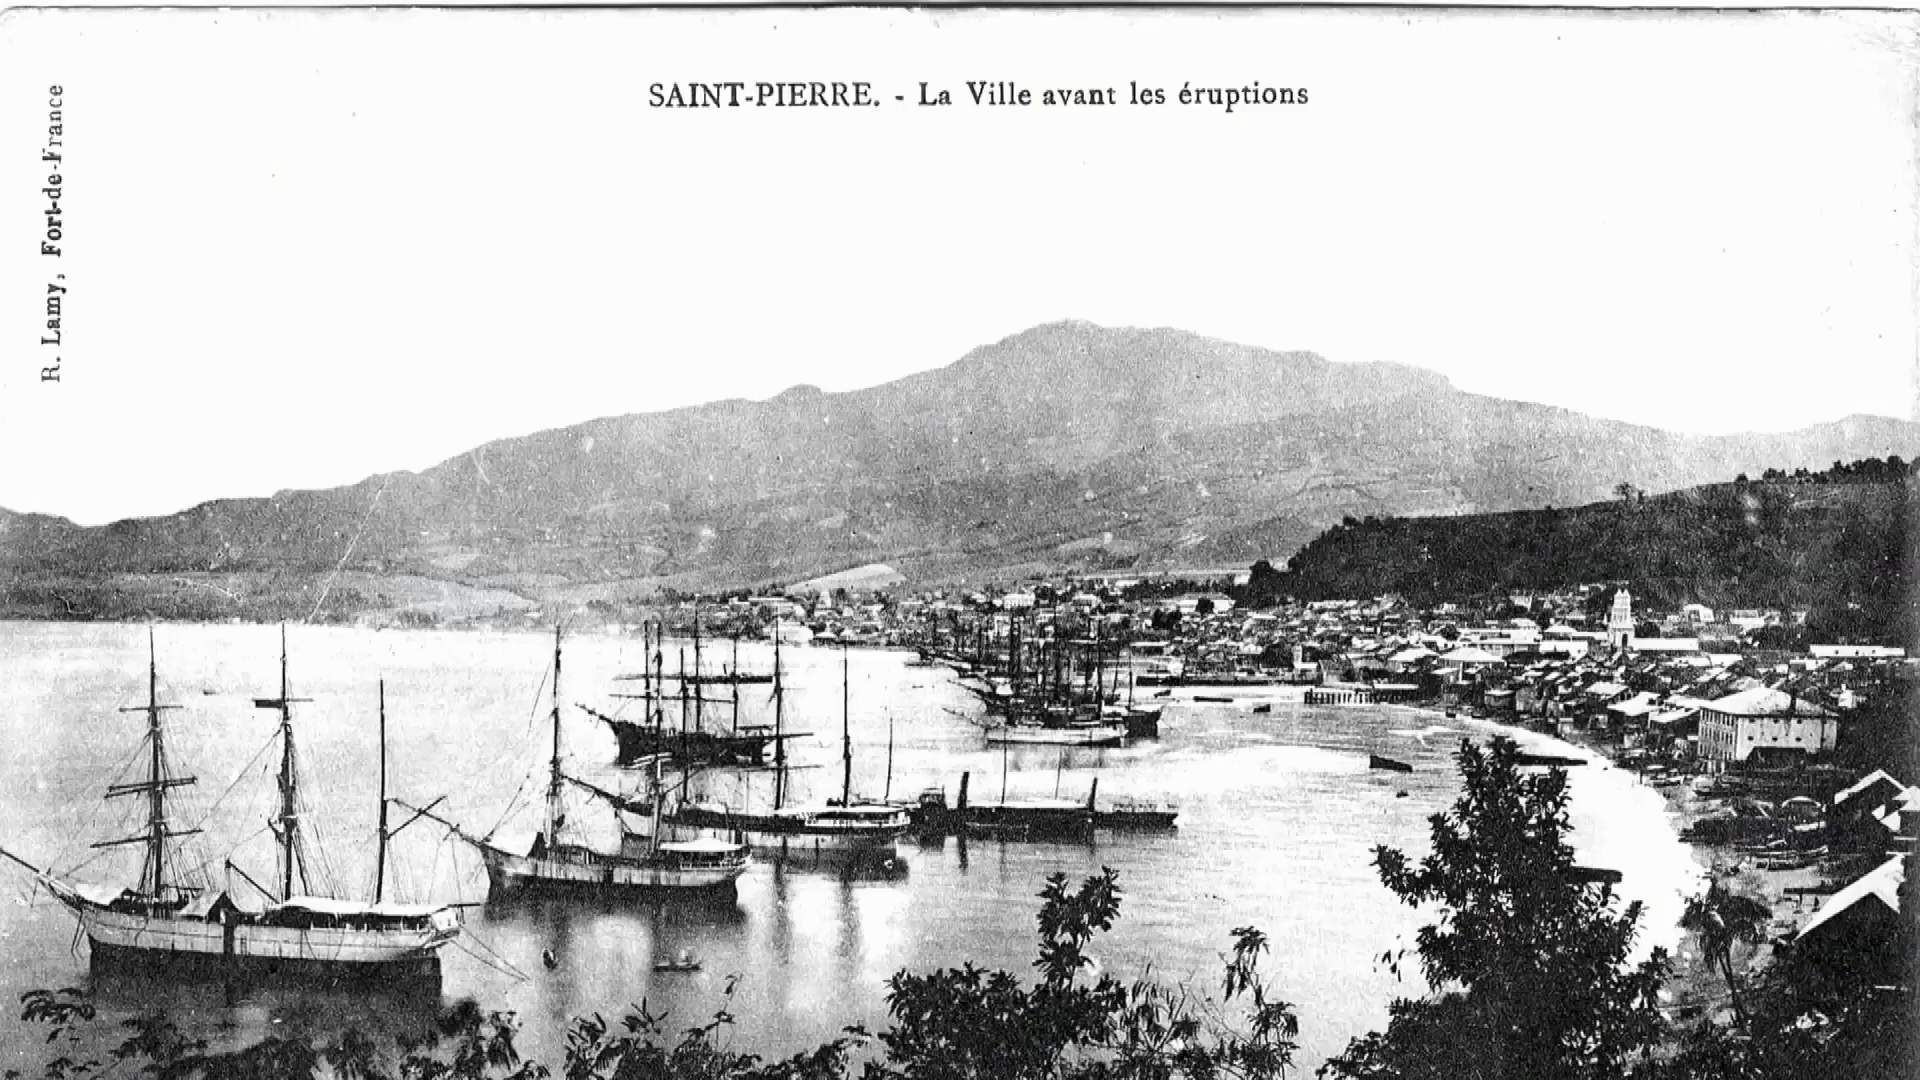 SAINT-PIERRE. - La Ville avant les éruptions
R. Lamy, Fort-de-France